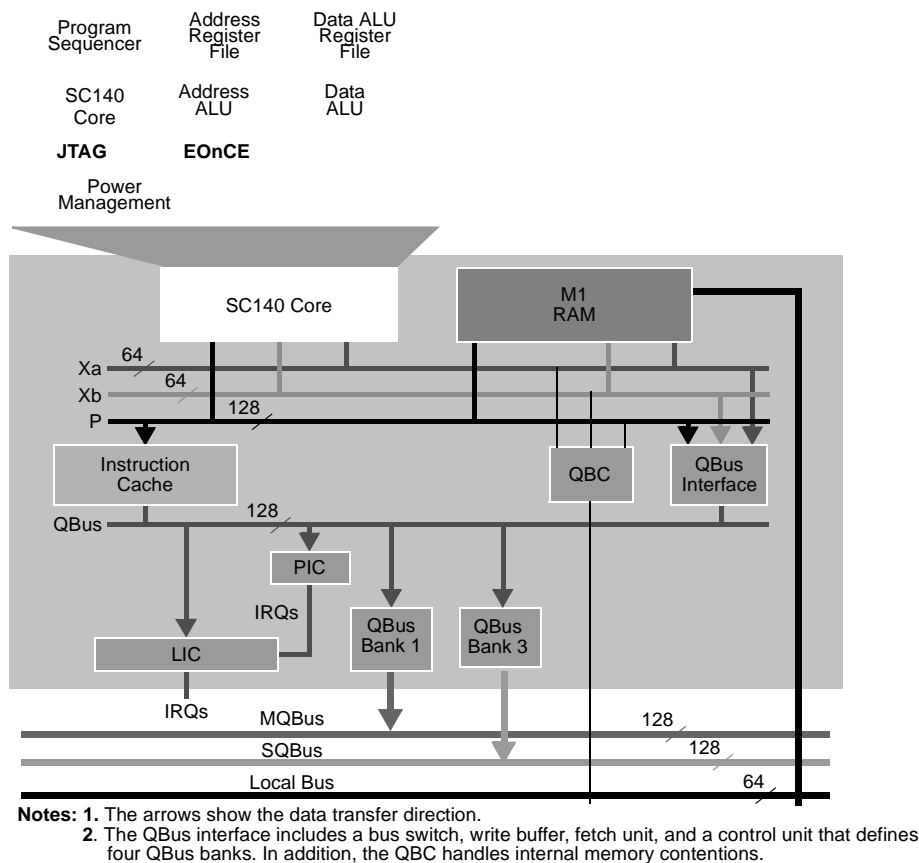 Program
Sequencer
Address
Register
File
Data ALU
Register
File
SC140
Core
Address
ALU
Data
ALU
JTAG
EOnCE
Power
Management
SC140 Core
M1
RAM
Xa
64
Xb
64
P
128
Instruction
Cache
QBC
QBus
Interface
QBus
128
PIC
IRQs
QBus
Bank 1
QBus
Bank 3
LIC
IRQs
MQBus
128
SQBus
128
Local Bus
64
Notes: 1. The arrows show the data transfer direction.
2. The QBus interface includes a bus switch, write buffer, fetch unit, and a control unit that defines
four QBus banks. In addition, the QBC handles internal memory contentions.